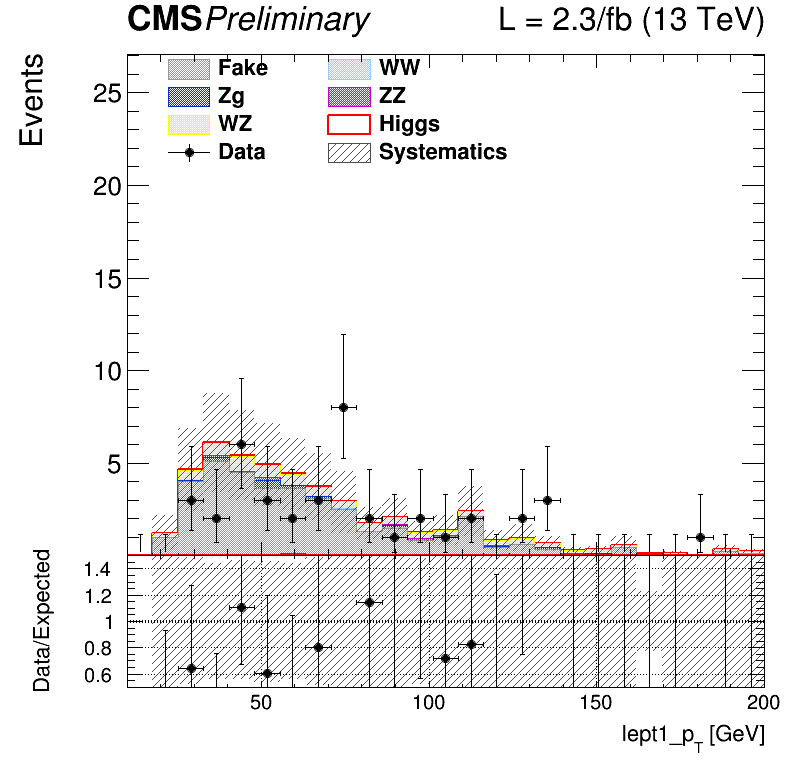 CMS Preliminary L = 2.3/fb (13 TeV)
Events
Fake WW
Zg ZZ
WZ Higgs
Data Systematics
25
20
15
10
5
Data/Expected
1.4
1.2
1
0.8
0.6
50 100 150 200
lept1_p_T [GeV]